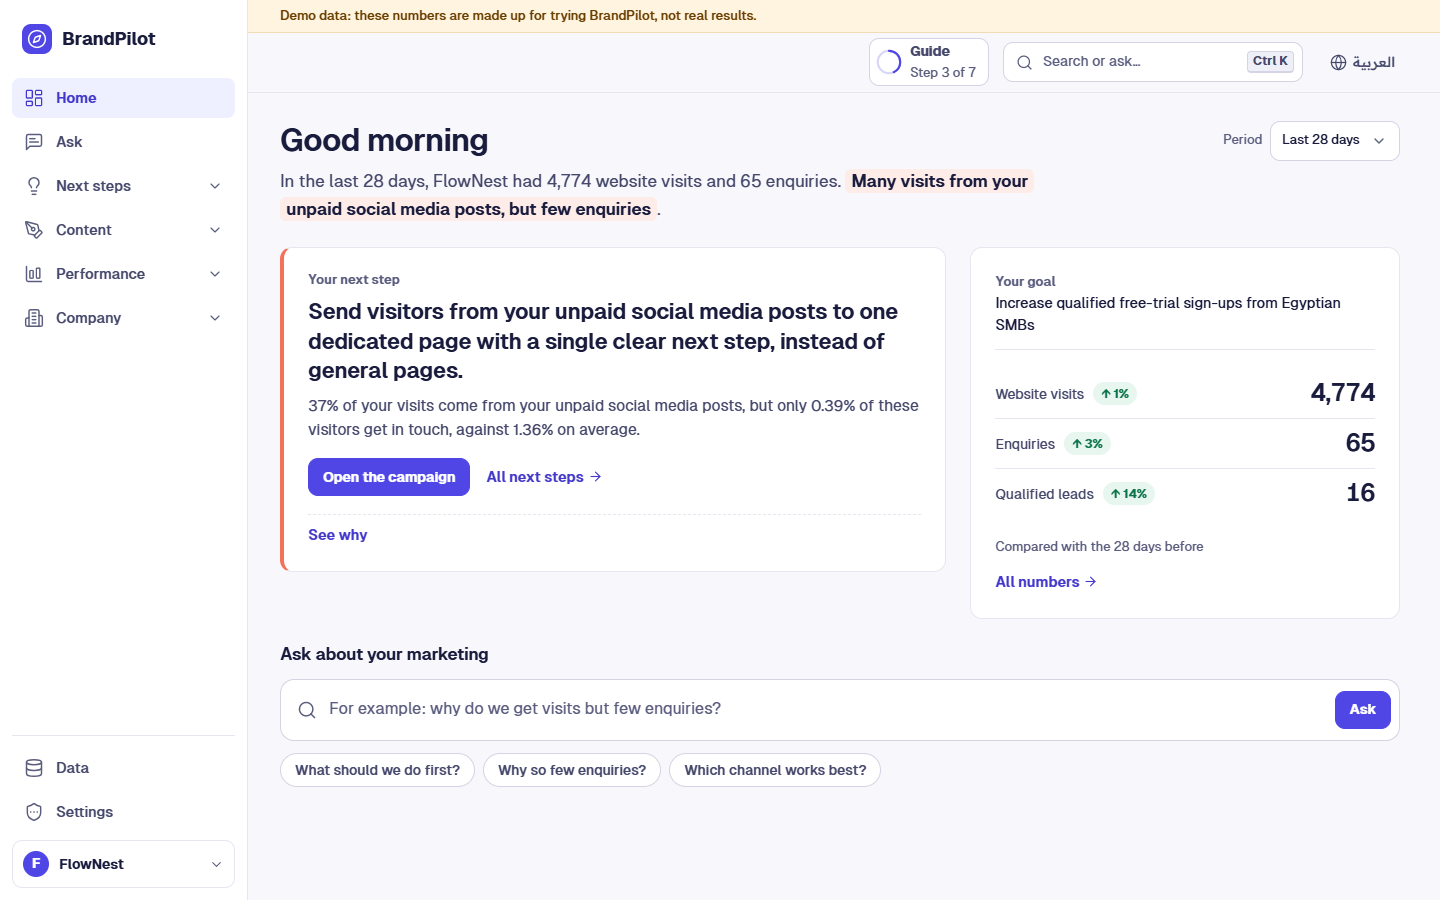 BrandPilot
Home
Ask
Next steps
Content
Performance
Company
Data
Settings
F FlowNest
Demo data: these numbers are made up for trying BrandPilot, not real results.
Guide
Step 3 of 7
Search or ask... Ctrl K
العربية
Good morning
Period Last 28 days
In the last 28 days, FlowNest had 4,774 website visits and 65 enquiries. Many visits from your
unpaid social media posts, but few enquiries.
Your next step
Send visitors from your unpaid social media posts to one
dedicated page with a single clear next step, instead of
general pages.
37% of your visits come from your unpaid social media posts, but only 0.39% of these
visitors get in touch, against 1.36% on average.
Open the campaign All next steps →
See why
Your goal
Increase qualified free-trial sign-ups from Egyptian
SMBs
Website visits ↑ 1% 4,774
Enquiries ↑ 3% 65
Qualified leads ↑ 14% 16
Compared with the 28 days before
All numbers →
Ask about your marketing
For example: why do we get visits but few enquiries? Ask
What should we do first? Why so few enquiries? Which channel works best?